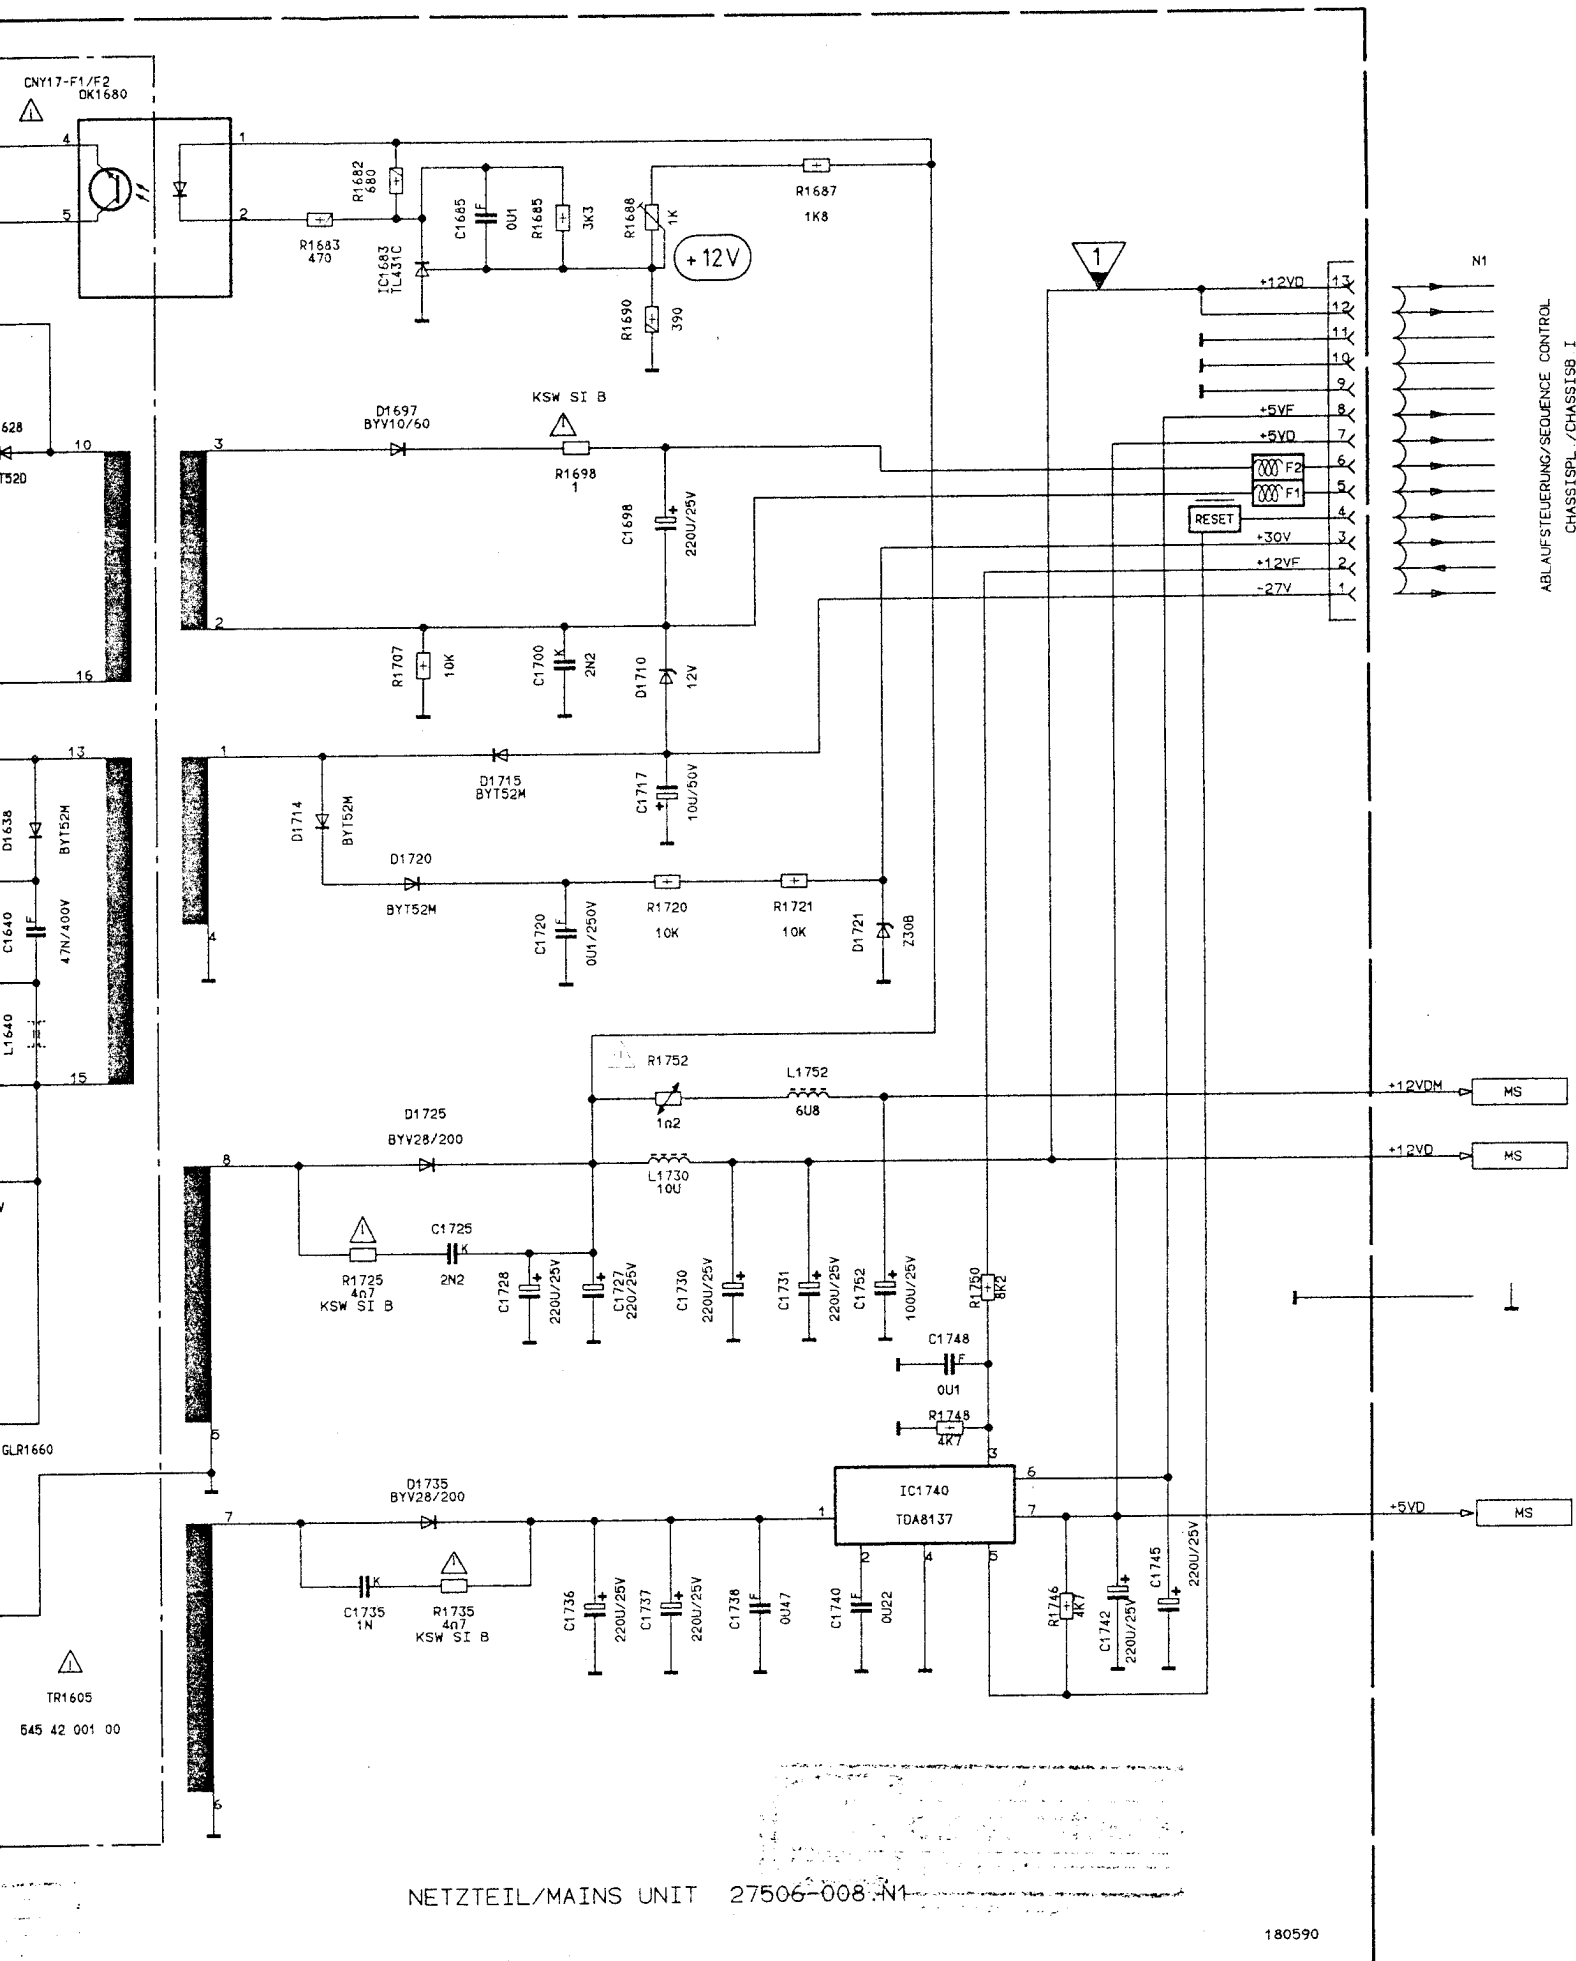 CNY17-F1/F2
OK1680
4
5
1
2
R1683
470
R1682
680
IC1683
TL431C
C1685
F
0U1
R1685
3K3
R1688
1K
+12V
R1690
390
R1687
1K8
1
N1
+12VD
13
12
11
10
9
+5VF
8
+5VD
7
F2
6
F1
5
RESET
4
+30V
3
+12VF
2
-27V
1
ABLAUFSTEUERUNG/SEQUENCE CONTROL
CHASSISPL./CHASSISB.I
628
T52D
10
16
3
2
D1697
BYV10/60
KSW SI B
R1698
1
C1698
220U/25V
R1707
10K
C1700
K
2N2
D1710
12V
13
15
1
4
D1638
BYT52M
C1640
F
47N/400V
L1640
D1714
BYT52M
D1715
BYT52M
C1717
10U/50V
D1720
BYT52M
C1720
F
0U1/250V
R1720
10K
R1721
10K
D1721
Z30B
R1752
1Ω2
L1752
6U8
+12VDM
MS
D1725
BYV28/200
8
L1730
10U
+12VD
MS
R1725
4Ω7
KSW SI B
C1725
K
2N2
C1728
220U/25V
C1727
220/25V
C1730
220U/25V
C1731
220U/25V
C1752
100U/25V
R1750
8K2
C1748
F
0U1
R1748
4K7
5
GLR1660
D1735
BYV28/200
7
C1735
K
1N
R1735
4Ω7
KSW SI B
C1736
220U/25V
C1737
220U/25V
C1738
F
0U47
IC1740
TDA8137
1
2
3
4
5
6
7
C1740
F
0U22
R1746
4K7
C1742
220U/25V
C1745
220U/25V
+5VD
MS
TR1605
645 42 001 00
6
NETZTEIL/MAINS UNIT 27506-008.N1
180590